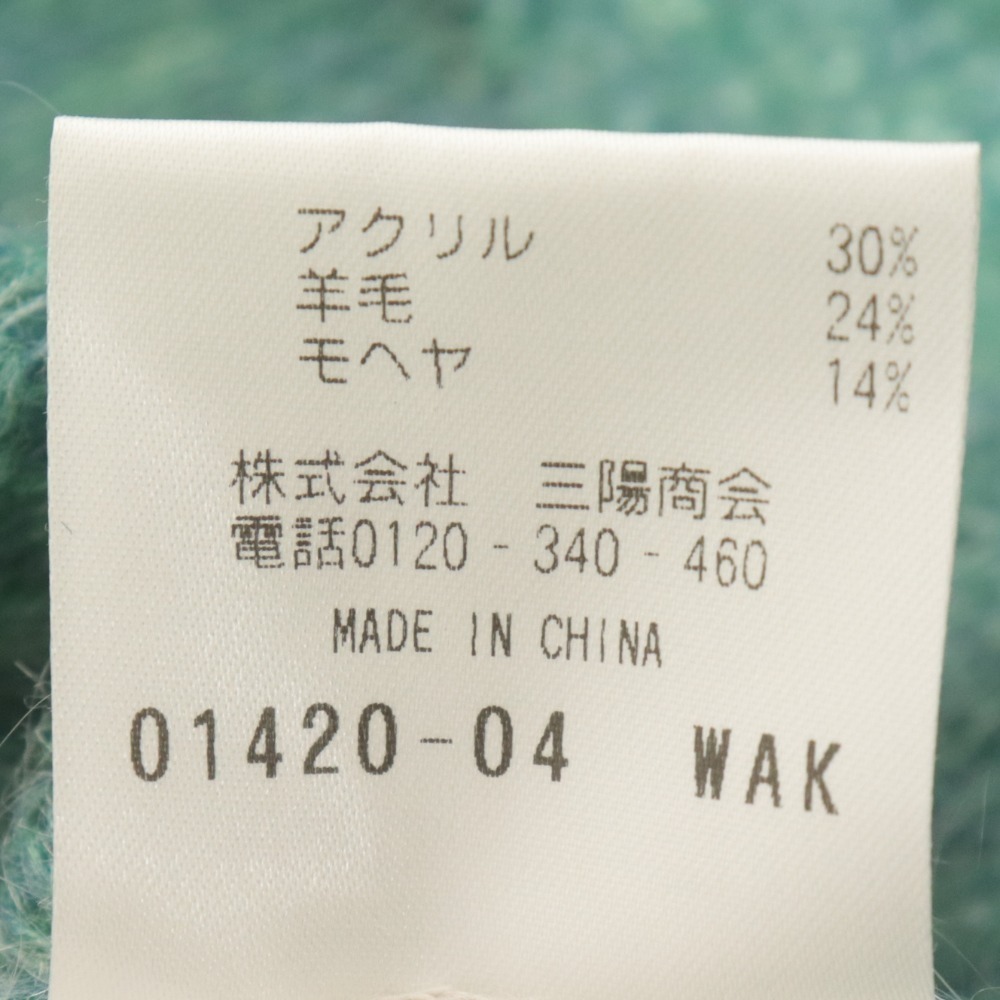 アクリル 30%
羊毛 24%
モヘヤ 14%
株式会社 三陽商会
電話0120-340-460
MADE IN CHINA
01420-04 WAK